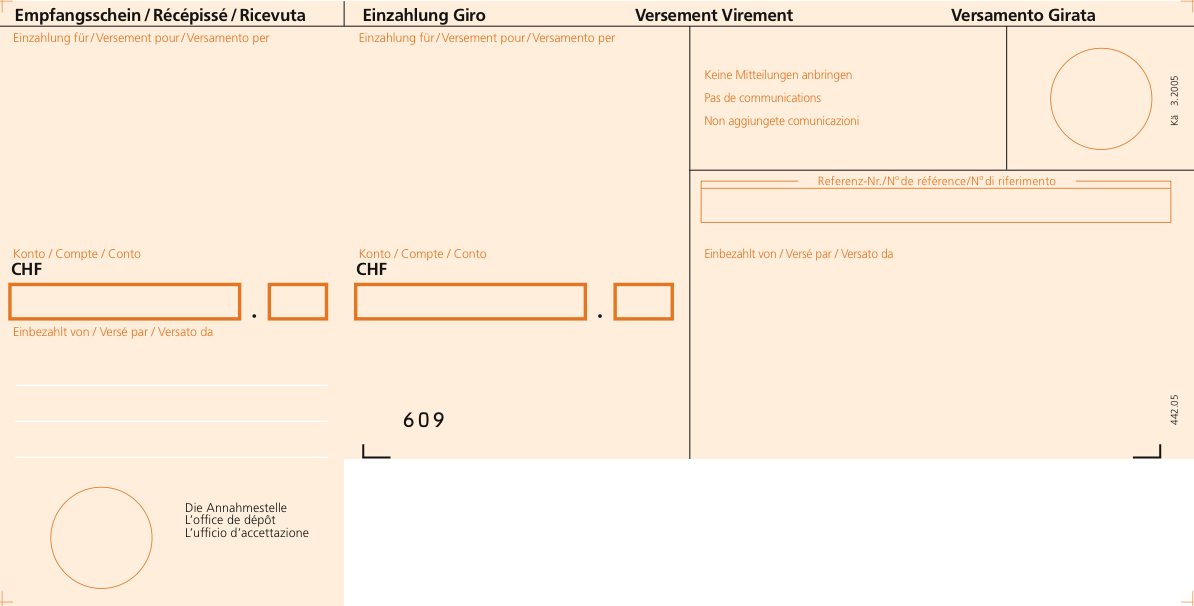 Empfangsschein / Récépissé / Ricevuta
Einzahlung für / Versement pour / Versamento per
Konto / Compte / Conto
CHF
.
Einbezahlt von / Versé par / Versato da
Die Annahmestelle
L’office de dépôt
L’ufficio d’accettazione
Einzahlung Giro
Versement Virement
Versamento Girata
Einzahlung für / Versement pour / Versamento per
Konto / Compte / Conto
CHF
.
609
Keine Mitteilungen anbringen
Pas de communications
Non aggiungete comunicazioni
Kä 3.2005
Referenz-Nr./N° de référence/N° di riferimento
Einbezahlt von / Versé par / Versato da
442.05